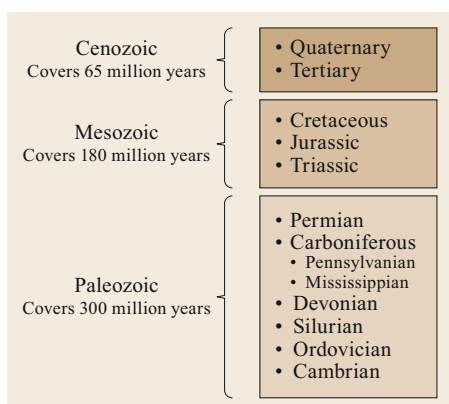 Cenozoic
Covers 65 million years
• Quaternary
• Tertiary
Mesozoic
Covers 180 million years
• Cretaceous
• Jurassic
• Triassic
Paleozoic
Covers 300 million years
• Permian
• Carboniferous
• Pennsylvanian
• Mississippian
• Devonian
• Silurian
• Ordovician
• Cambrian